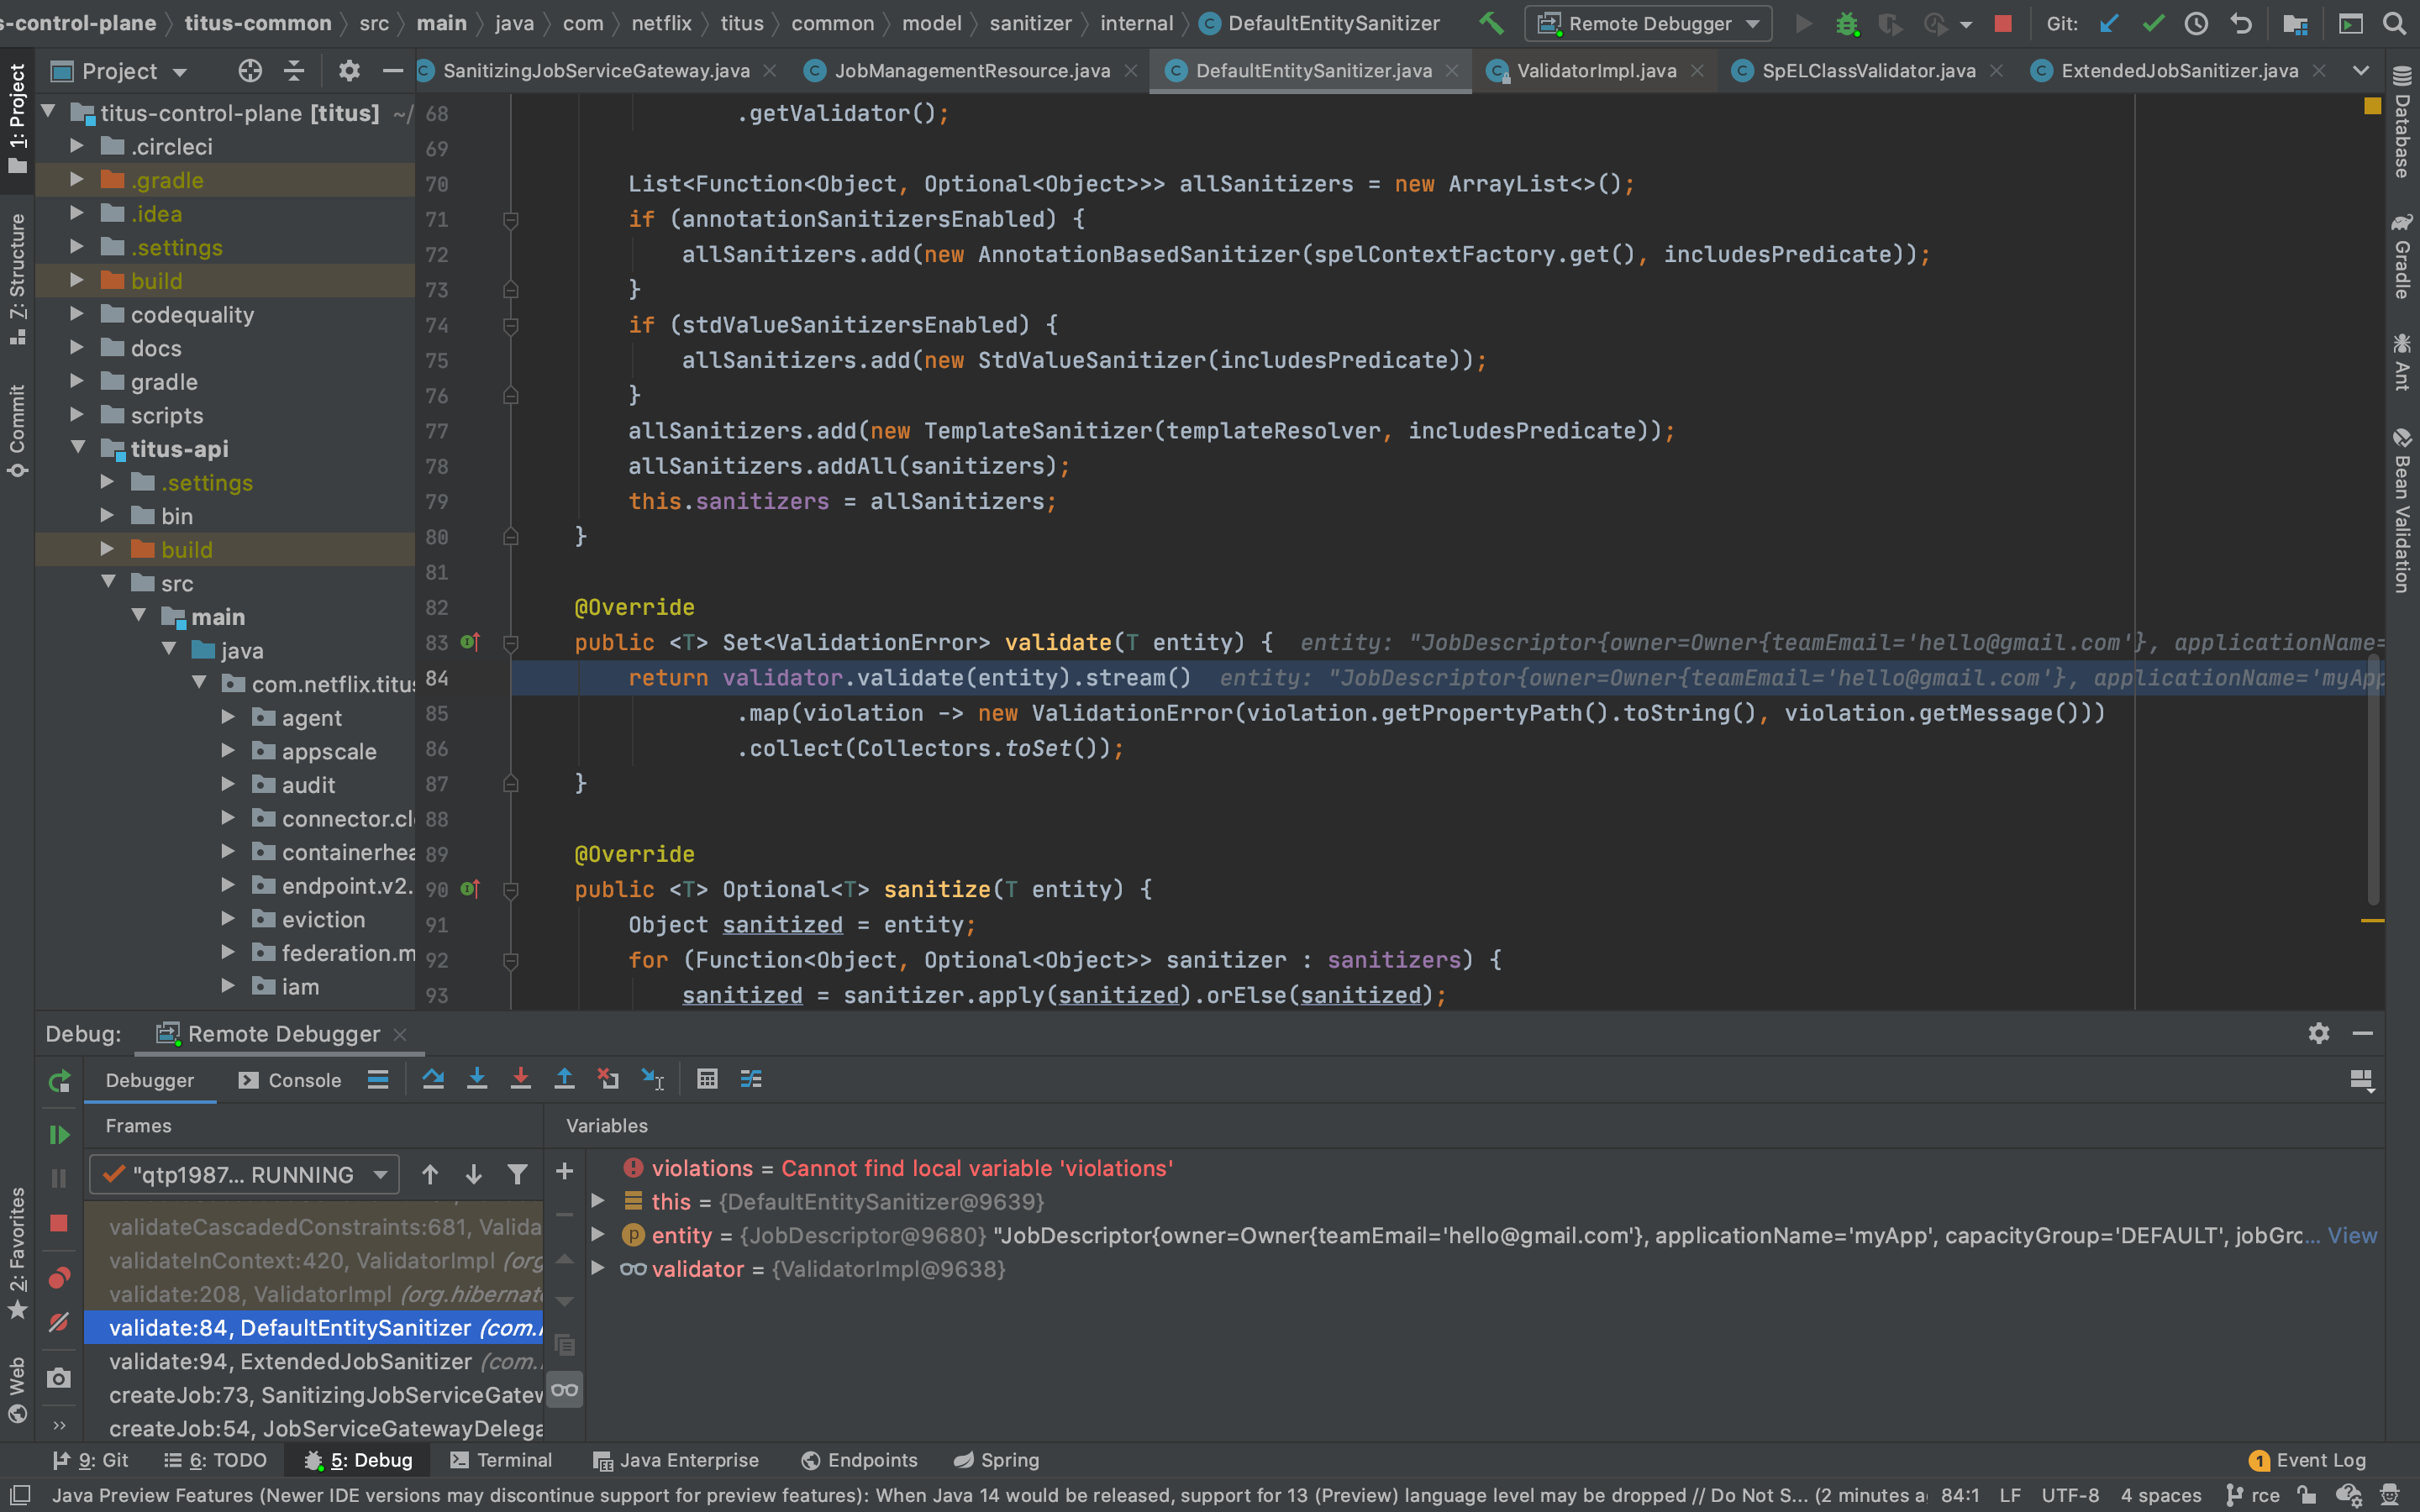 s-control-plane titus-common src main java com netflix titus common model sanitizer internal DefaultEntitySanitizer Remote Debugger Git:
Project
SanitizingJobServiceGateway.java JobManagementResource.java DefaultEntitySanitizer.java ValidatorImpl.java SpELClassValidator.java ExtendedJobSanitizer.java
1: Project
Z: Structure
Commit
2: Favorites
Web
titus-control-plane [titus] ~/
.circleci
.gradle
.idea
.settings
build
codequality
docs
gradle
scripts
titus-api
.settings
bin
build
src
main
java
com.netflix.titus
agent
appscale
audit
connector.cl
containerhea
endpoint.v2.
eviction
federation.m
iam
68 .getValidator();
69
70 List<Function<Object, Optional<Object>>> allSanitizers = new ArrayList<>();
71 if (annotationSanitizersEnabled) {
72 allSanitizers.add(new AnnotationBasedSanitizer(spelContextFactory.get(), includesPredicate));
73 }
74 if (stdValueSanitizersEnabled) {
75 allSanitizers.add(new StdValueSanitizer(includesPredicate));
76 }
77 allSanitizers.add(new TemplateSanitizer(templateResolver, includesPredicate));
78 allSanitizers.addAll(sanitizers);
79 this.sanitizers = allSanitizers;
80 }
81
82 @Override
83 public <T> Set<ValidationError> validate(T entity) { entity: "JobDescriptor{owner=Owner{teamEmail='hello@gmail.com'}, applicationName=
84 return validator.validate(entity).stream() entity: "JobDescriptor{owner=Owner{teamEmail='hello@gmail.com'}, applicationName='myApp
85 .map(violation -> new ValidationError(violation.getPropertyPath().toString(), violation.getMessage()))
86 .collect(Collectors.toSet());
87 }
88
89 @Override
90 public <T> Optional<T> sanitize(T entity) {
91 Object sanitized = entity;
92 for (Function<Object, Optional<Object>> sanitizer : sanitizers) {
93 sanitized = sanitizer.apply(sanitized).orElse(sanitized);
Database
Gradle
Ant
Bean Validation
Debug: Remote Debugger
Debugger Console
Frames
"qtp1987... RUNNING
validateCascadedConstraints:681, Valida
validateInContext:420, ValidatorImpl (org
validate:208, ValidatorImpl (org.hibernat
validate:84, DefaultEntitySanitizer (com.
validate:94, ExtendedJobSanitizer (com.
createJob:73, SanitizingJobServiceGatew
createJob:54, JobServiceGatewayDelega
Variables
violations = Cannot find local variable 'violations'
this = {DefaultEntitySanitizer@9639}
entity = {JobDescriptor@9680} "JobDescriptor{owner=Owner{teamEmail='hello@gmail.com'}, applicationName='myApp', capacityGroup='DEFAULT', jobGrc... View
validator = {ValidatorImpl@9638}
9: Git 6: TODO 5: Debug Terminal Java Enterprise Endpoints Spring 1 Event Log
Java Preview Features (Newer IDE versions may discontinue support for preview features): When Java 14 would be released, support for 13 (Preview) language level may be dropped // Do Not S... (2 minutes a 84:1 LF UTF-8 4 spaces rce